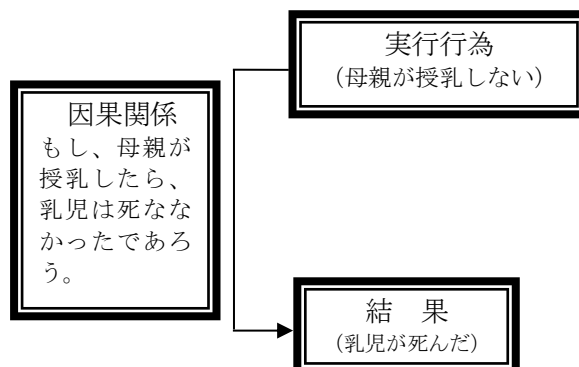 実行行為
（母親が授乳しない）
因果関係
もし、母親が
授乳したら、
乳児は死なな
かったであろ
う。
結　果
（乳児が死んだ）